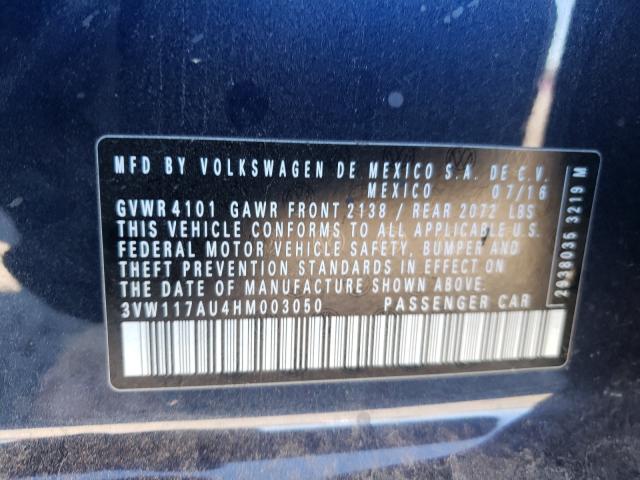 MFD BY VOLKSWAGEN DE MEXICO S.A. DE C.V.
MEXICO 07/16
GVWR 4101 GAWR FRONT 2138 / REAR 2072 LBS
THIS VEHICLE CONFORMS TO ALL APPLICABLE U.S.
FEDERAL MOTOR VEHICLE SAFETY, BUMPER AND
THEFT PREVENTION STANDARDS IN EFFECT ON
THE DATE OF MANUFACTURE SHOWN ABOVE.
3VW117AU4HM003050 PASSENGER CAR
2938035 3219 M